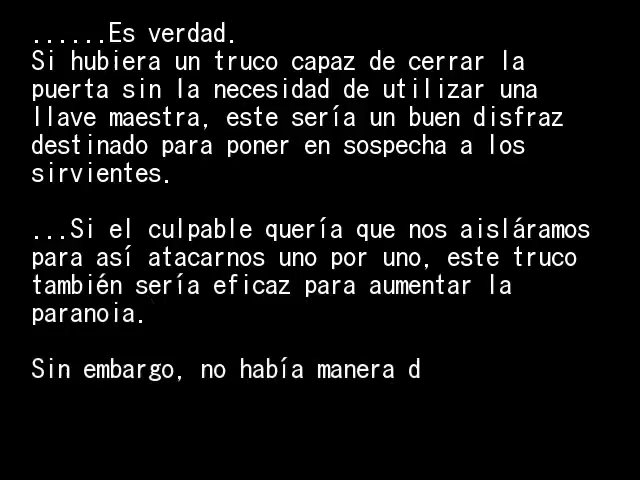 ......Es verdad.
Si hubiera un truco capaz de cerrar la
puerta sin la necesidad de utilizar una
llave maestra, este sería un buen disfraz
destinado para poner en sospecha a los
sirvientes.
...Si el culpable quería que nos aisláramos
para así atacarnos uno por uno, este truco
también sería eficaz para aumentar la
paranoia.
Sin embargo, no había manera d